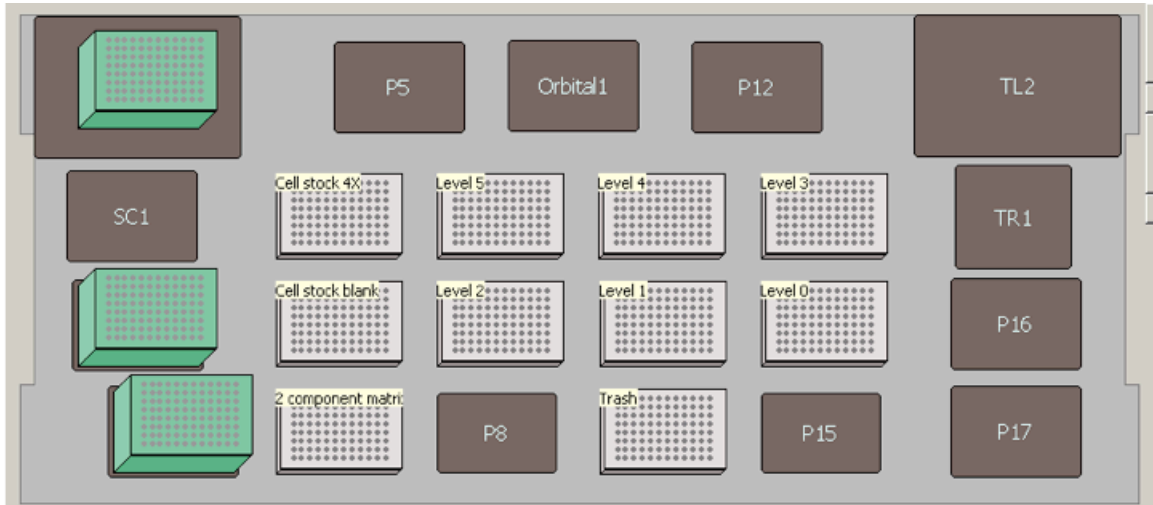 P5
Orbital1
P12
TL2
Cell stock 4X
Level 5
Level 4
Level 3
SC1
TR1
Cell stock blank
Level 2
Level 1
Level 0
P16
2 component matri
Trash
P8
P15
P17